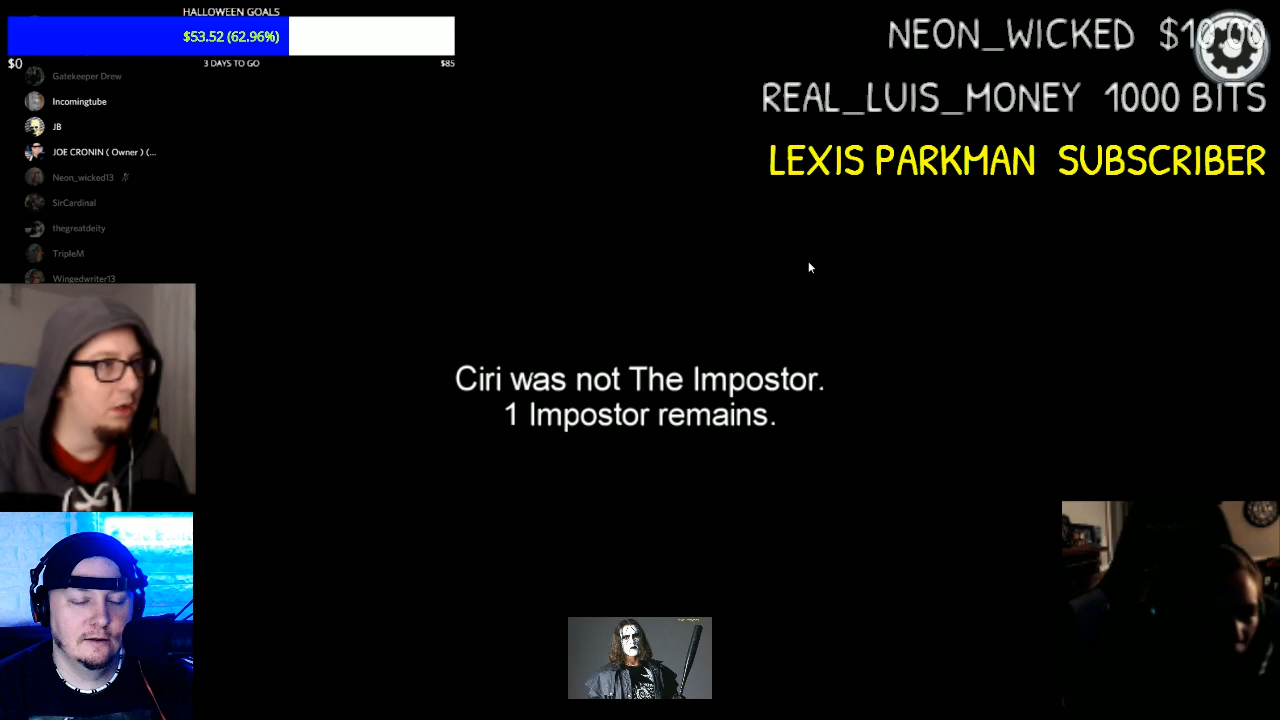 HALLOWEEN GOALS
$53.52 (62.96%)
$0
3 DAYS TO GO
$85
Gatekeeper Drew
Incomingtube
JB
JOE CRONIN ( Owner ) (...
Neon_wicked13
SirCardinal
thegreatdeity
TripleM
Wingedwriter13
NEON_WICKED $10.00
REAL_LUIS_MONEY 1000 BITS
LEXIS PARKMAN SUBSCRIBER
Ciri was not The Impostor.
1 Impostor remains.